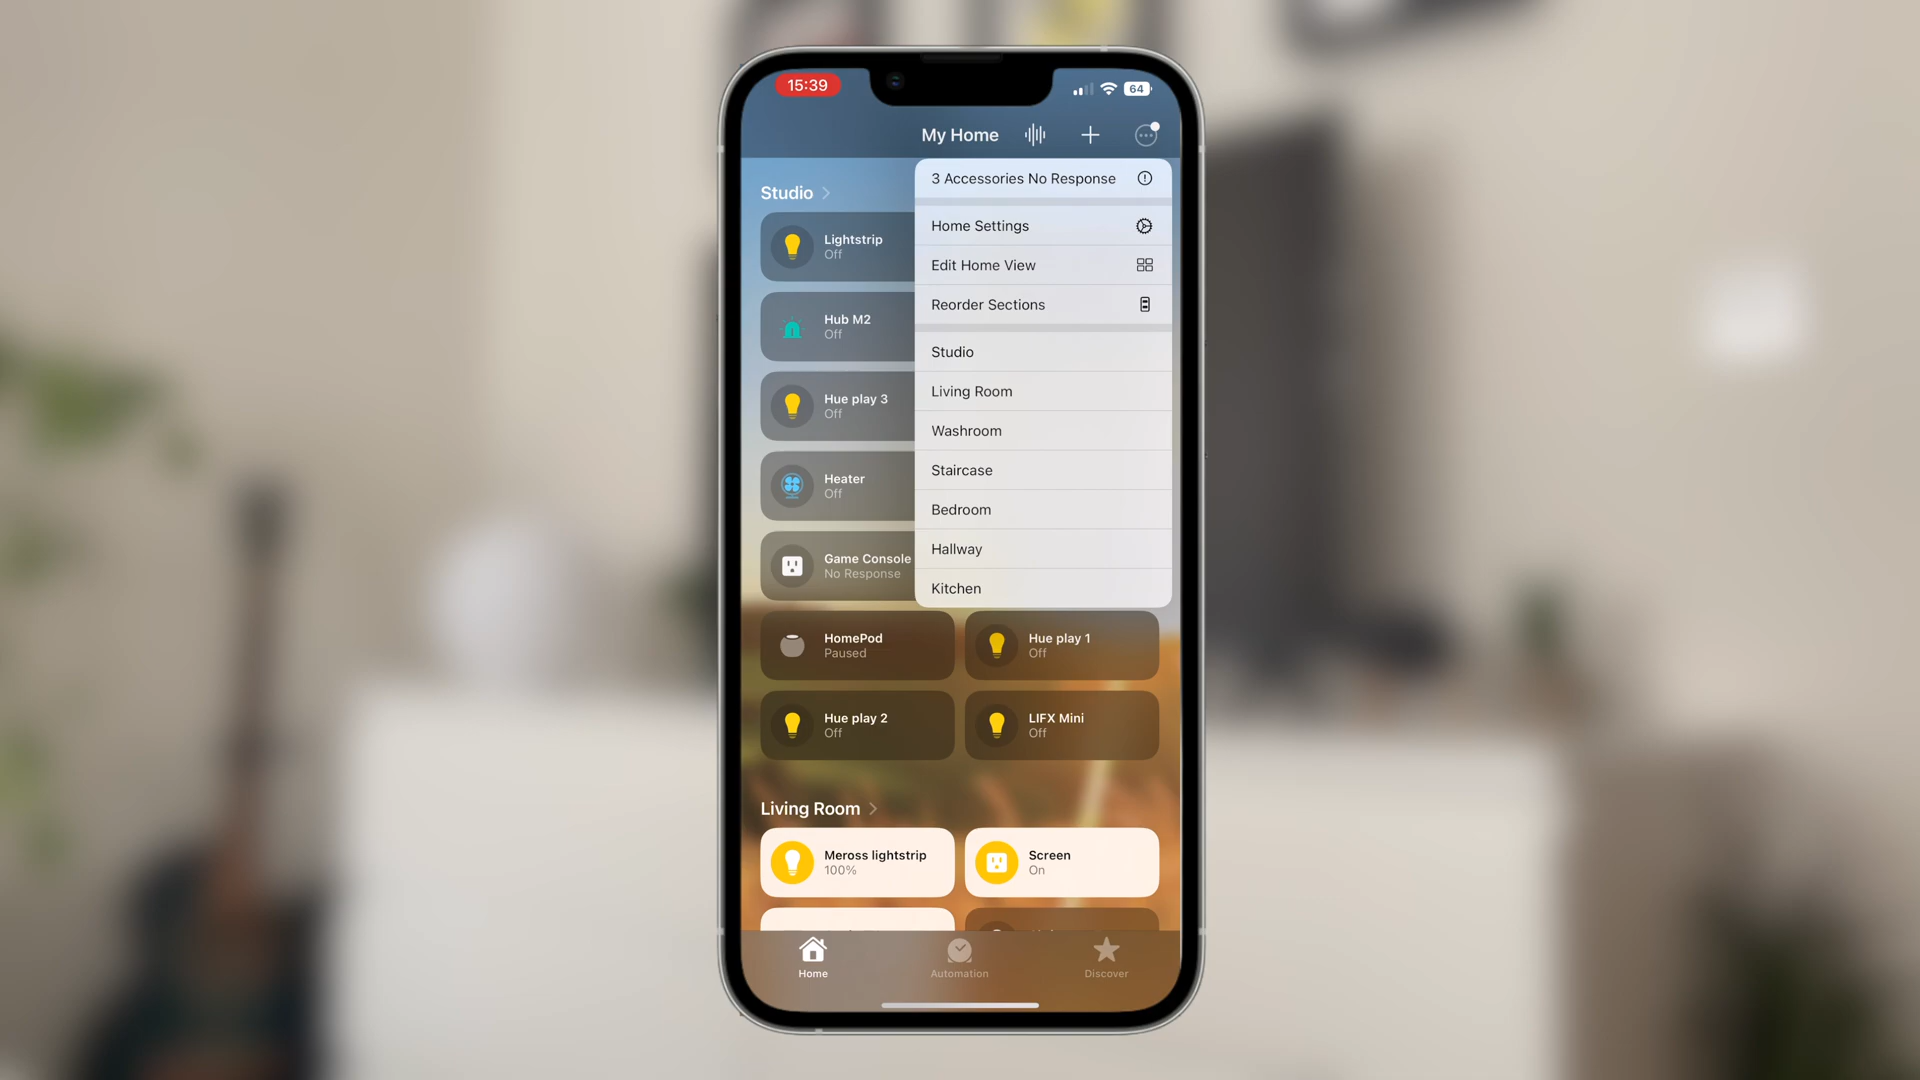 15:39
64
My Home
3 Accessories No Response
Studio
Home Settings
Lightstrip
Off
Edit Home View
Reorder Sections
Hub M2
Off
Studio
Hue play 3
Off
Living Room
Washroom
Heater
Off
Staircase
Bedroom
Game Console
No Response
Hallway
Kitchen
HomePod
Paused
Hue play 1
Off
Hue play 2
Off
LIFX Mini
Off
Living Room
Meross lightstrip
100%
Screen
On
Home
Automation
Discover